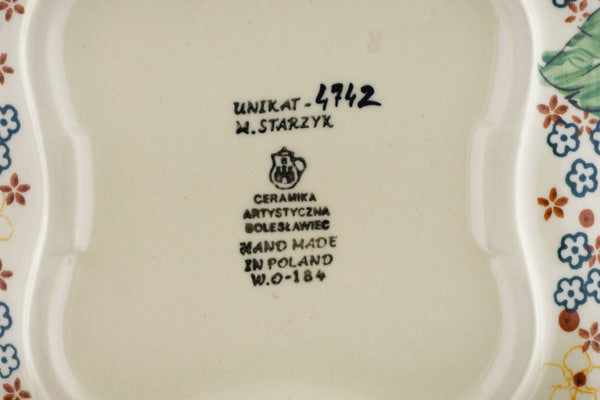 UNIKAT-4742
M.STARZYK
CERAMIKA
ARTYSTYCZNA
BOLESŁAWIEC
HAND MADE
IN POLAND
W.O-184